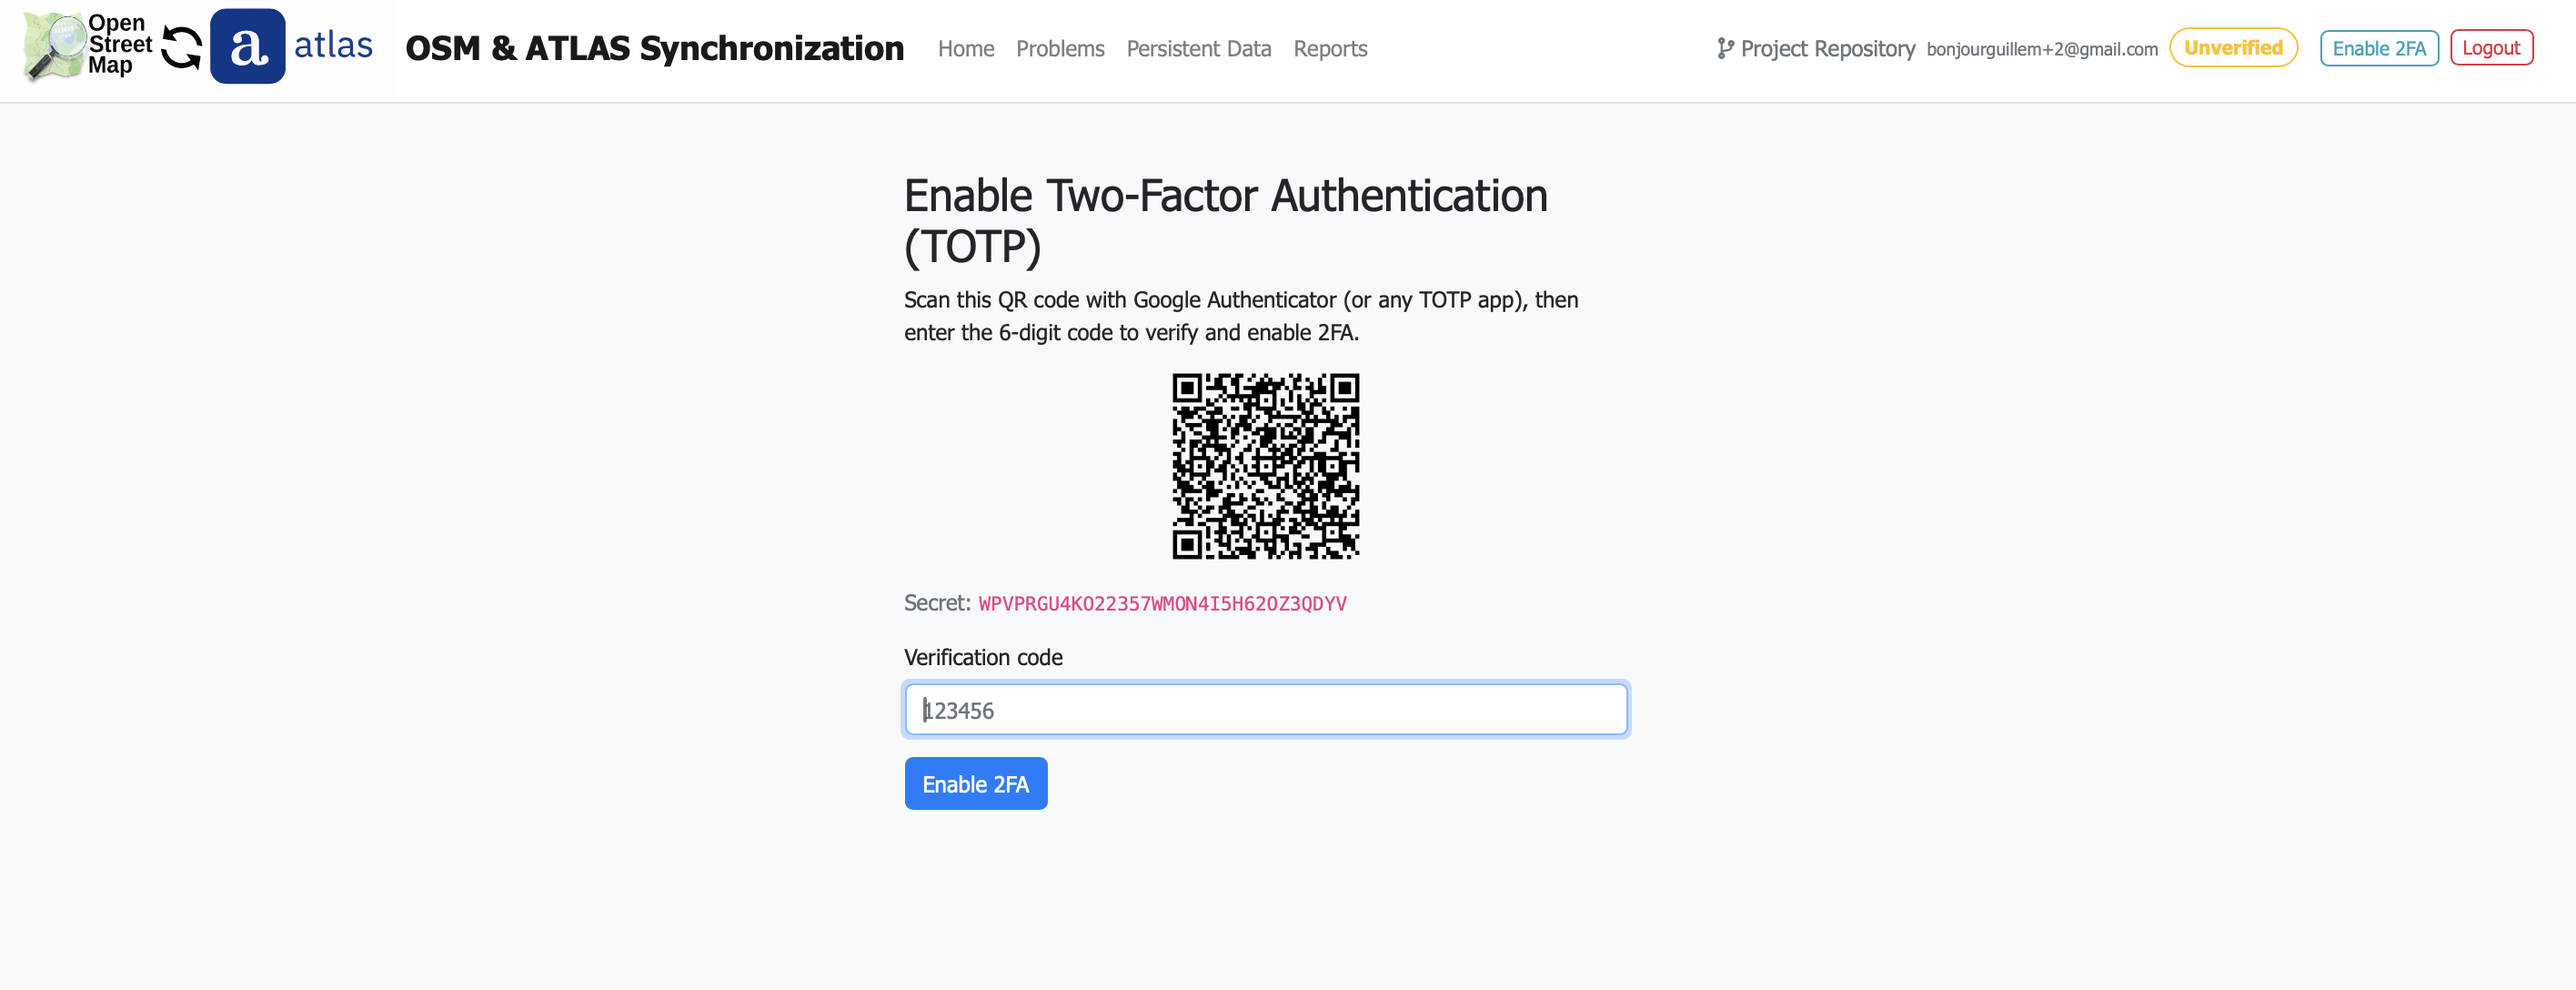 Open
Street
Map
a atlas
OSM & ATLAS Synchronization
Home Problems Persistent Data Reports
Project Repository bonjourguillem+2@gmail.com Unverified Enable 2FA Logout
Enable Two-Factor Authentication
(TOTP)
Scan this QR code with Google Authenticator (or any TOTP app), then
enter the 6-digit code to verify and enable 2FA.
Secret: WPVPRGU4KO22357WMON4I5H62OZ3QDYV
Verification code
123456
Enable 2FA